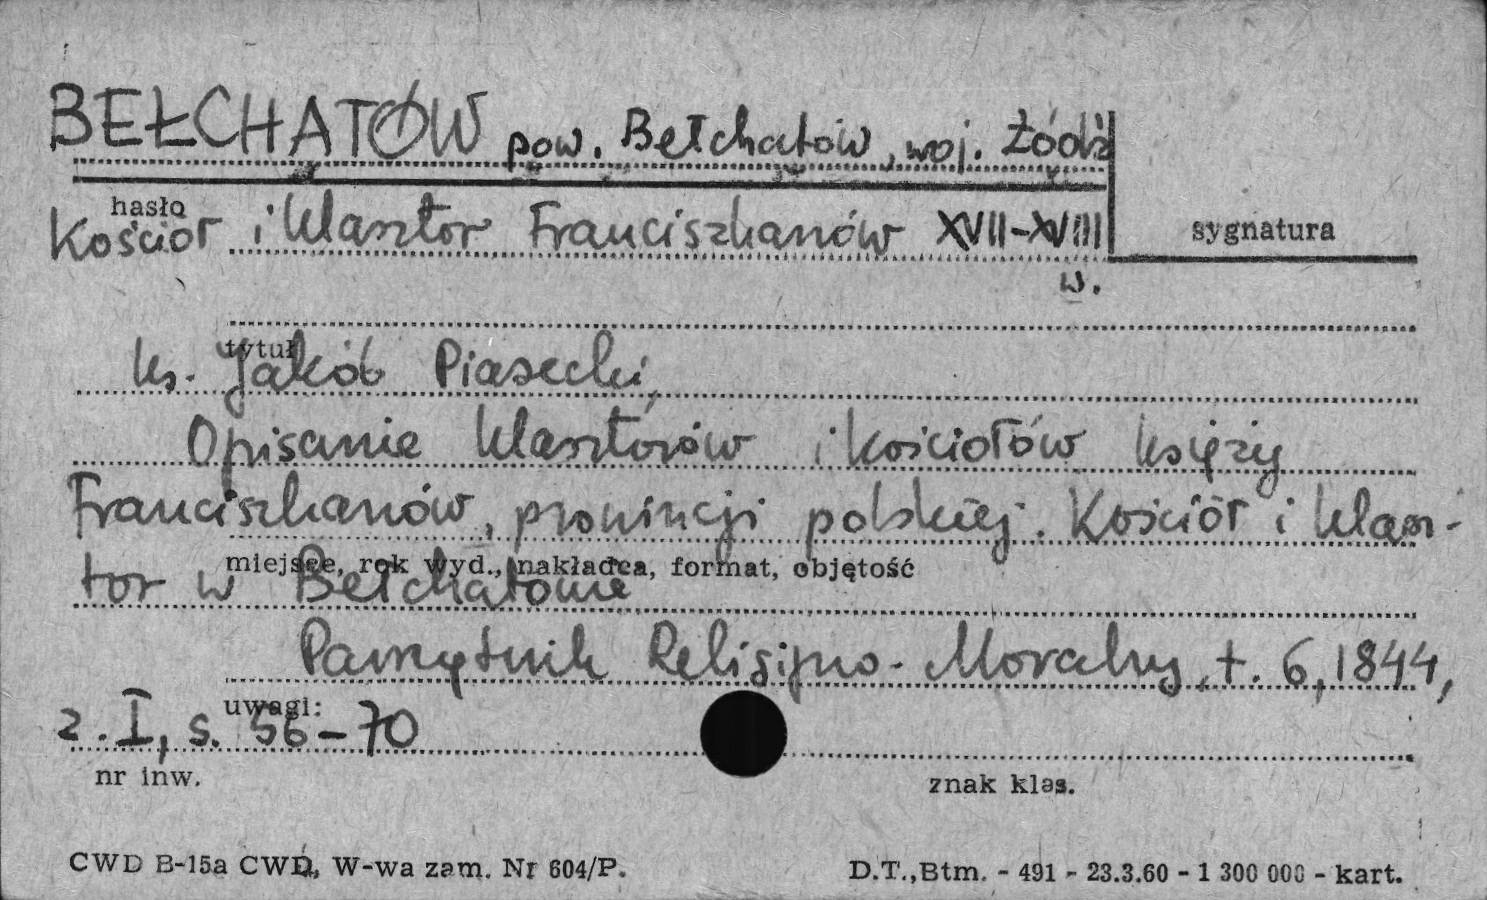 BEŁCHATÓW pow. Bełchatów, woj. Łódź
hasło
Kościół i klasztor Franciszkanów XVII-XVIII
sygnatura
w.
tytuł
ks. Jakób Piasecki,
Opisanie klasztorów i kościołów księży
Franciszkanów, prowincji polskiej. Kościół i klasz-
miejsce, rok wyd., nakładca, format, objętość
tor w Bełchatowie
Pamiętnik Religijno-Moralny, t. 6, 1844,
uwagi:
z. I, s. 56-70
nr inw.
znak klas.
CWD B-15a CWD, W-wa zam. Nr 604/P.
D.T.,Btm. - 491 - 23.3.60 - 1 300 000 - kart.